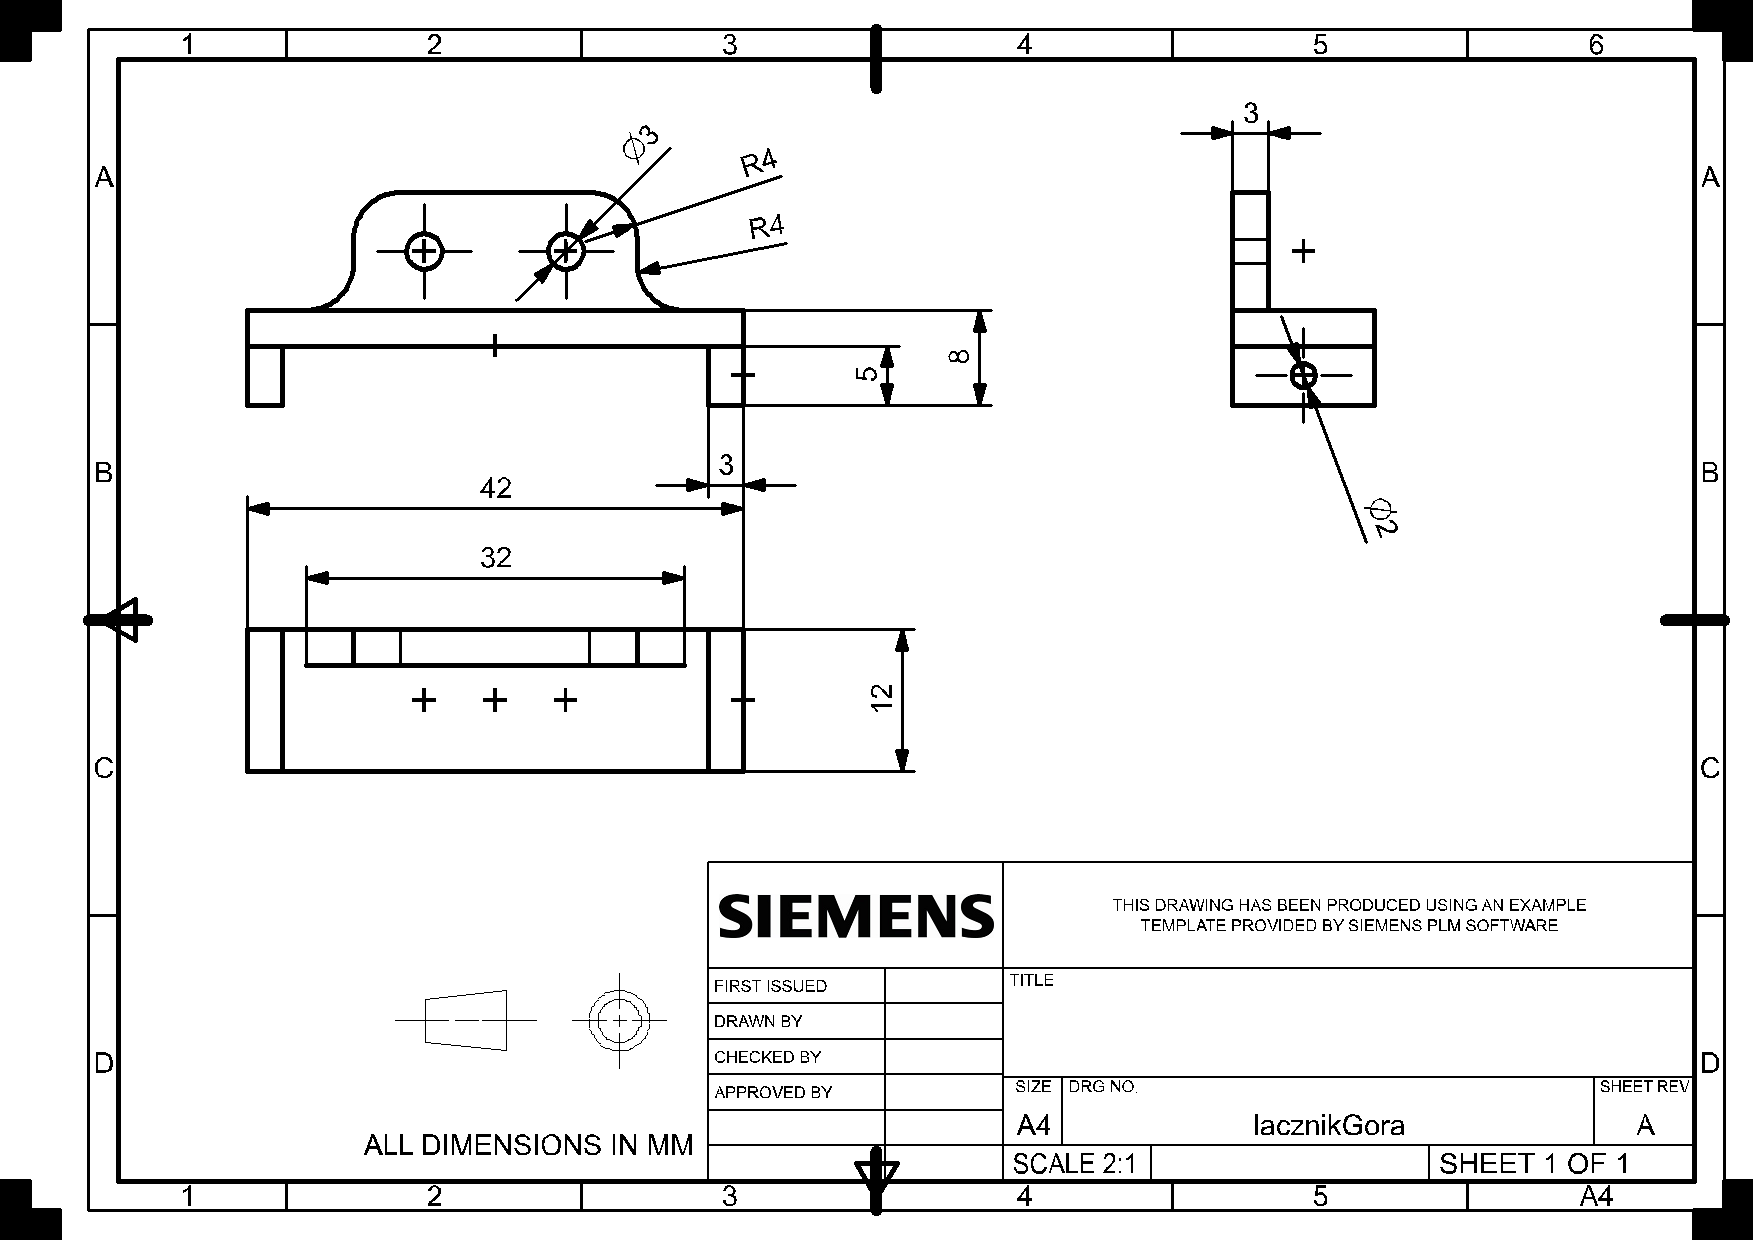 1 2 3 4 5 6
A A
B B
C C
D D
⌀3
R4
R4
3
5
8
3
42
32
12
⌀2
SIEMENS
THIS DRAWING HAS BEEN PRODUCED USING AN EXAMPLE
TEMPLATE PROVIDED BY SIEMENS PLM SOFTWARE
FIRST ISSUED
DRAWN BY
CHECKED BY
APPROVED BY
TITLE
SIZE DRG NO. SHEET REV
A4 lacznikGora A
SCALE 2:1 SHEET 1 OF 1
ALL DIMENSIONS IN MM
1 2 3 4 5 A4